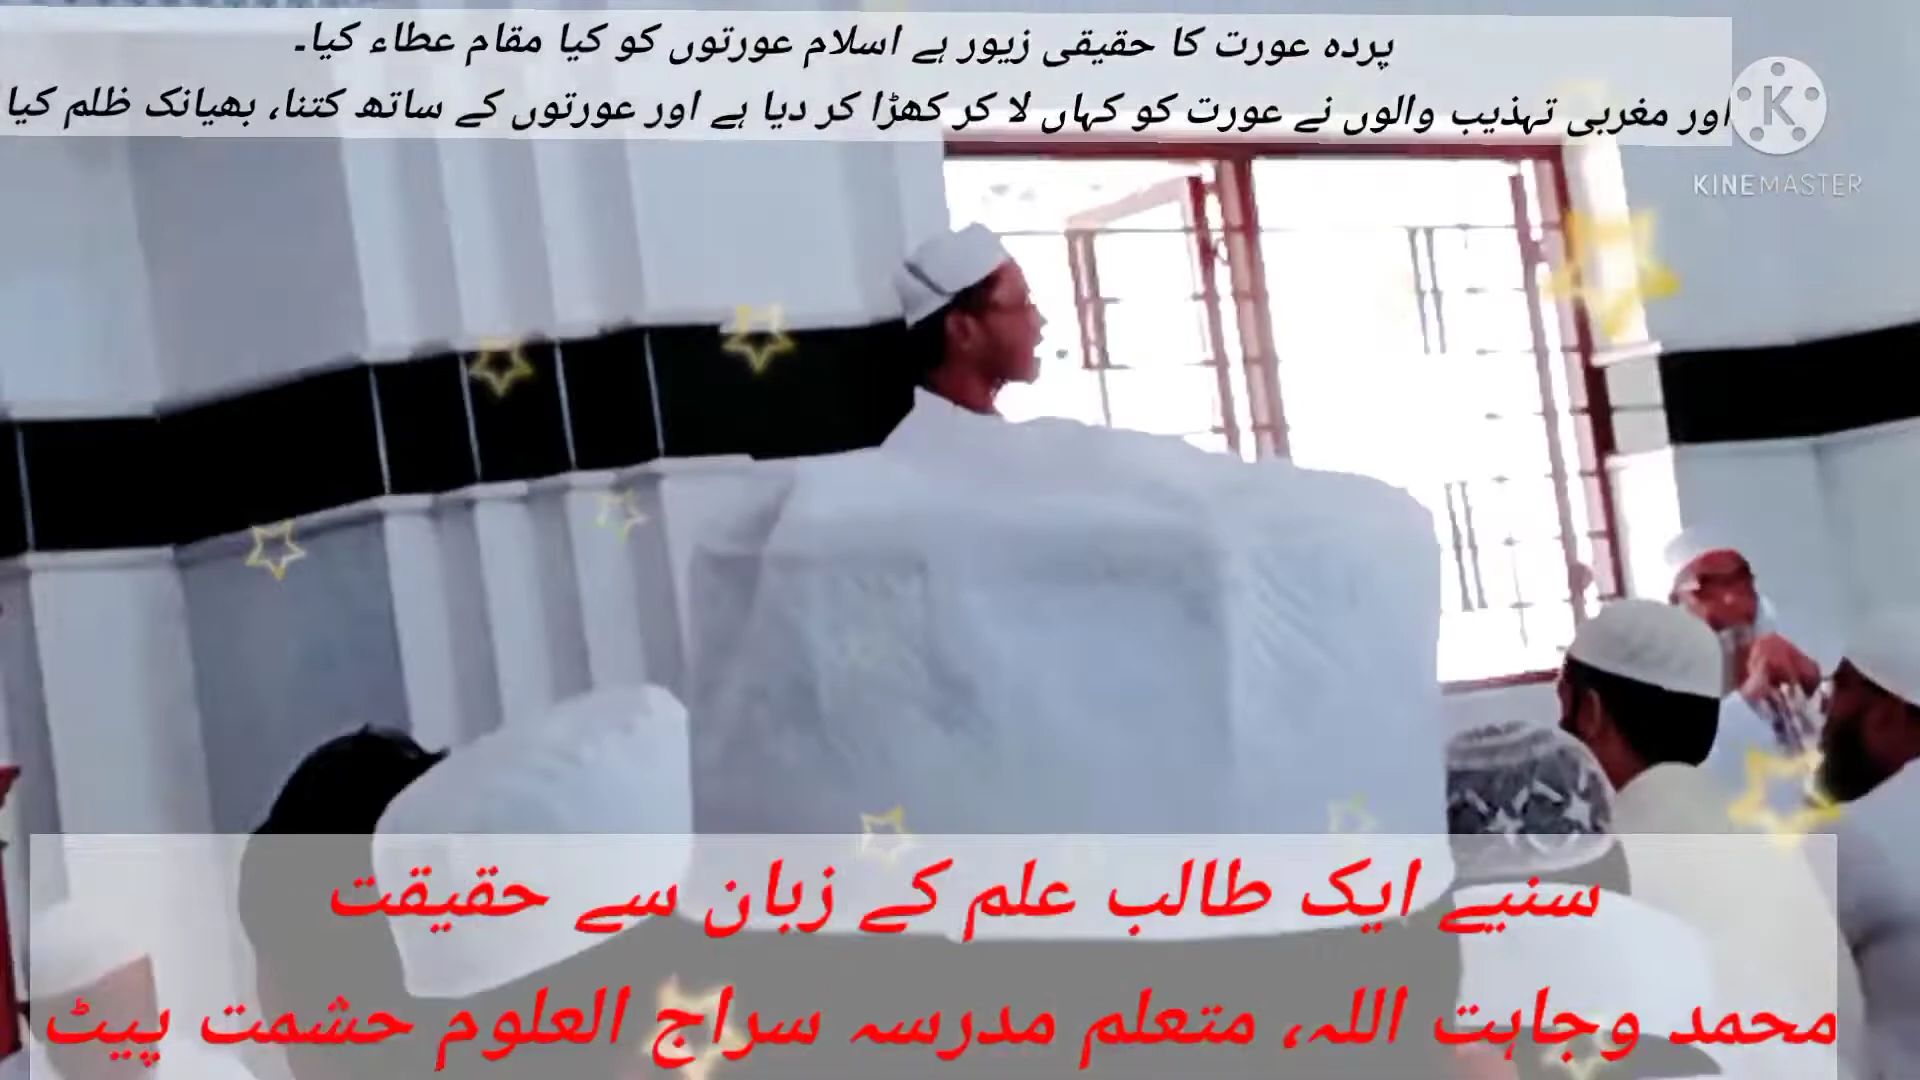 پردہ عورت کا حقیقی زیور ہے اسلام عورتوں کو کیا مقام عطاء کیا۔
اور مغربی تہذیب والوں نے عورت کو کہاں لا کر کھڑا کر دیا ہے اور عورتوں کے ساتھ کتنا، بھیانک ظلم کیا
KINEMASTER
سنیے ایک طالب علم کے زبان سے حقیقت
محمد وجاہت اللہ، متعلم مدرسہ سراج العلوم حشمت پیٹ